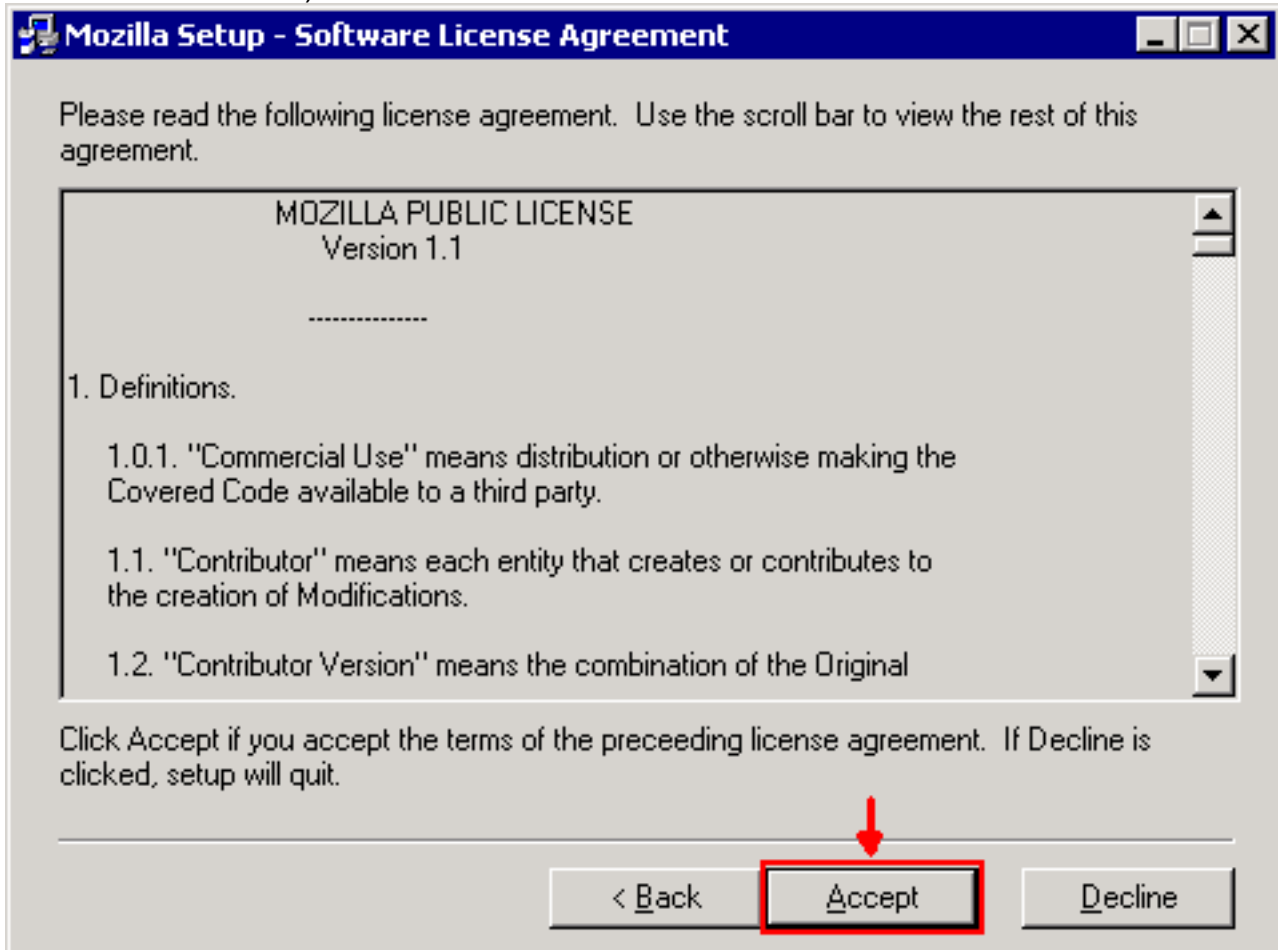 Mozilla Setup - Software License Agreement
Please read the following license agreement.  Use the scroll bar to view the rest of this
agreement.
MOZILLA PUBLIC LICENSE
Version 1.1
---------------
1. Definitions.
1.0.1. "Commercial Use" means distribution or otherwise making the
Covered Code available to a third party.
1.1. "Contributor" means each entity that creates or contributes to
the creation of Modifications.
1.2. "Contributor Version" means the combination of the Original
Click Accept if you accept the terms of the preceeding license agreement.  If Decline is
clicked, setup will quit.
< Back
Accept
Decline